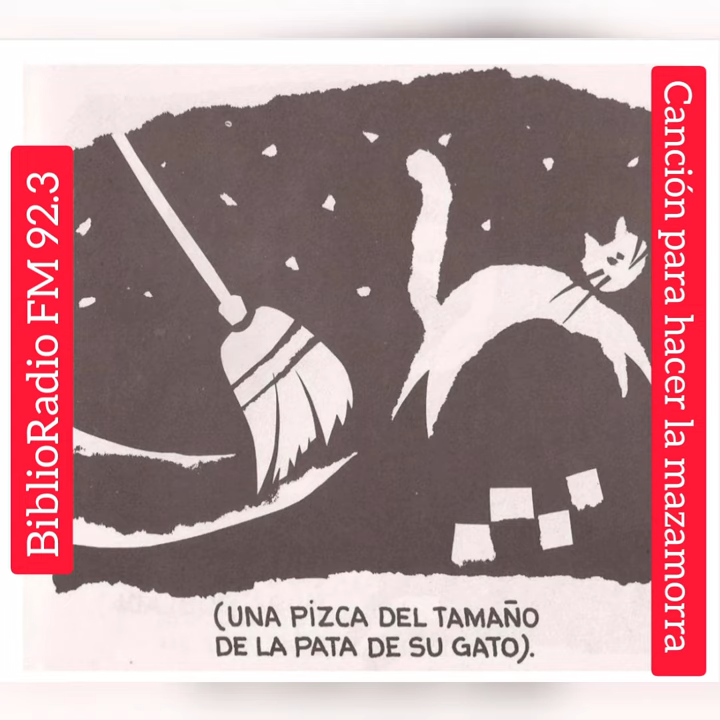 BiblioRadio FM 92.3
Canción para hacer la mazamorra
(UNA PiZCA DEL TAMAÑO
DE LA PATA DE SU GATO).